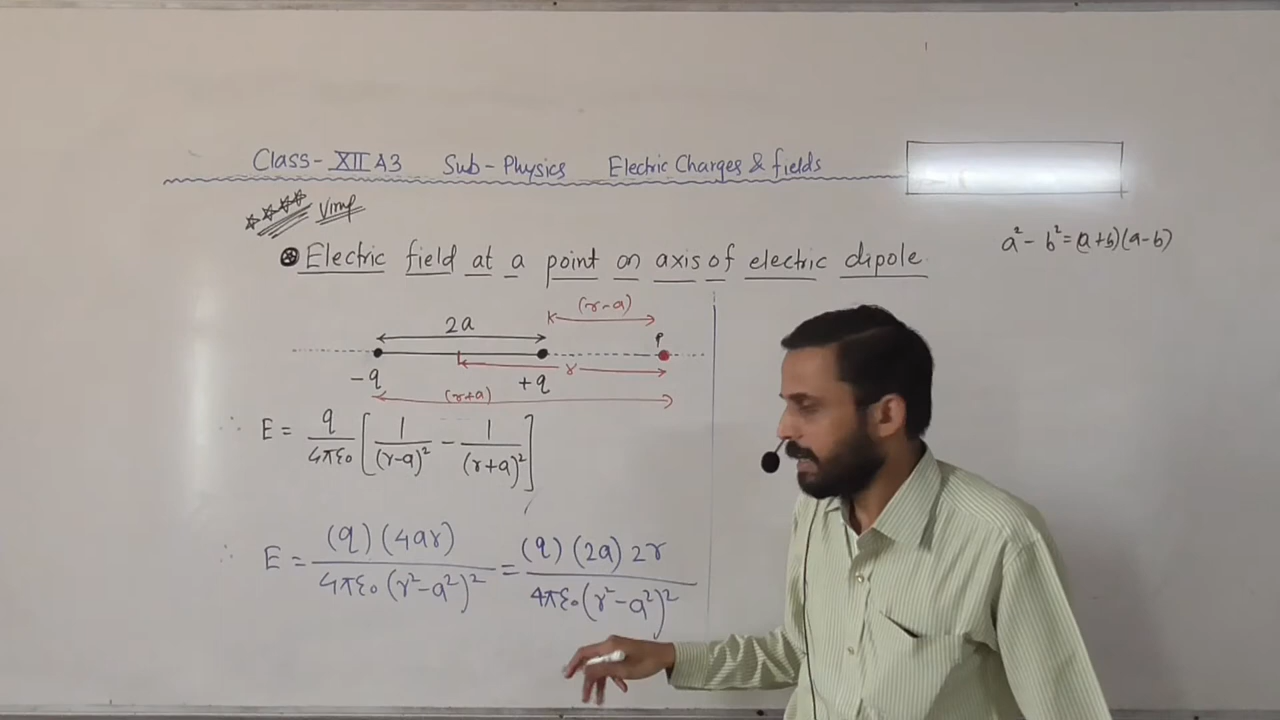 Class- XII A3 Sub- Physics Electric Charges & fields
Vimp
Electric field at a point on axis of electric dipole.
a² - b² = (a+b)(a-b)
(r-a)
2a
P
r
-q +q
(r+a)
∴ E = q/4πε₀ [1/(r-a)² - 1/(r+a)²]
∴ E = (q)(4ar)/4πε₀(r²-a²)² = (q)(2a)2r/4πε₀(r²-a²)²